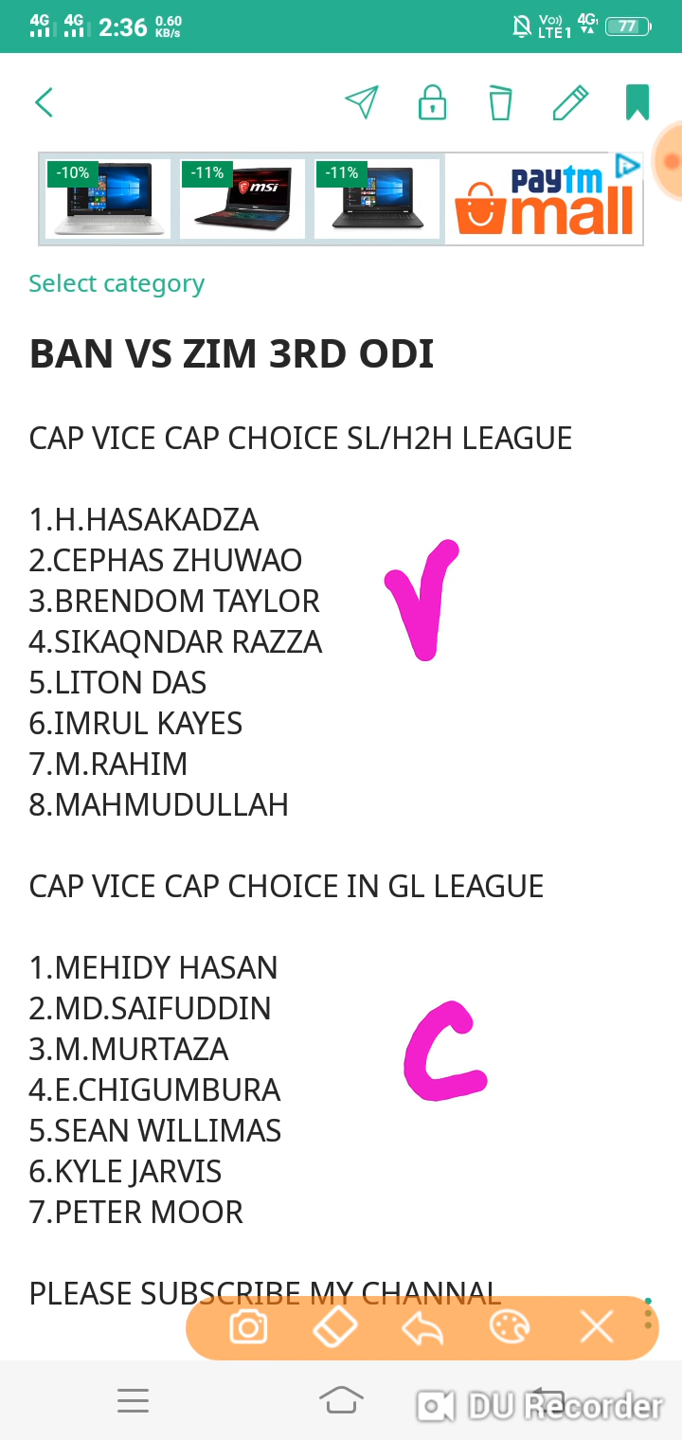 4G 4G 2:36 0.60 KB/s Vo)) LTE1 4G 77
-10% -11% msi -11% paytm mall
Select category
BAN VS ZIM 3RD ODI
CAP VICE CAP CHOICE SL/H2H LEAGUE
1.H.HASAKADZA
2.CEPHAS ZHUWAO
3.BRENDOM TAYLOR
4.SIKAQNDAR RAZZA
5.LITON DAS
6.IMRUL KAYES
7.M.RAHIM
8.MAHMUDULLAH
V
CAP VICE CAP CHOICE IN GL LEAGUE
1.MEHIDY HASAN
2.MD.SAIFUDDIN
3.M.MURTAZA
4.E.CHIGUMBURA
5.SEAN WILLIMAS
6.KYLE JARVIS
7.PETER MOOR
C
PLEASE SUBSCRIBE MY CHANNAL
DU Recorder